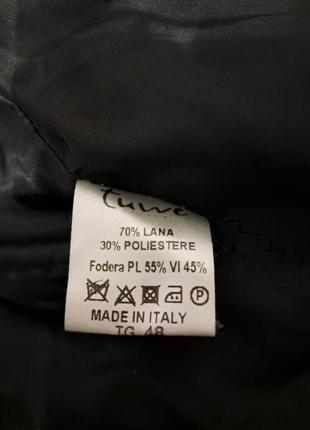 70% LANA
30% POLIESTERE
Fodera PL 55% VI 45%
P
MADE IN ITALY
TG 48